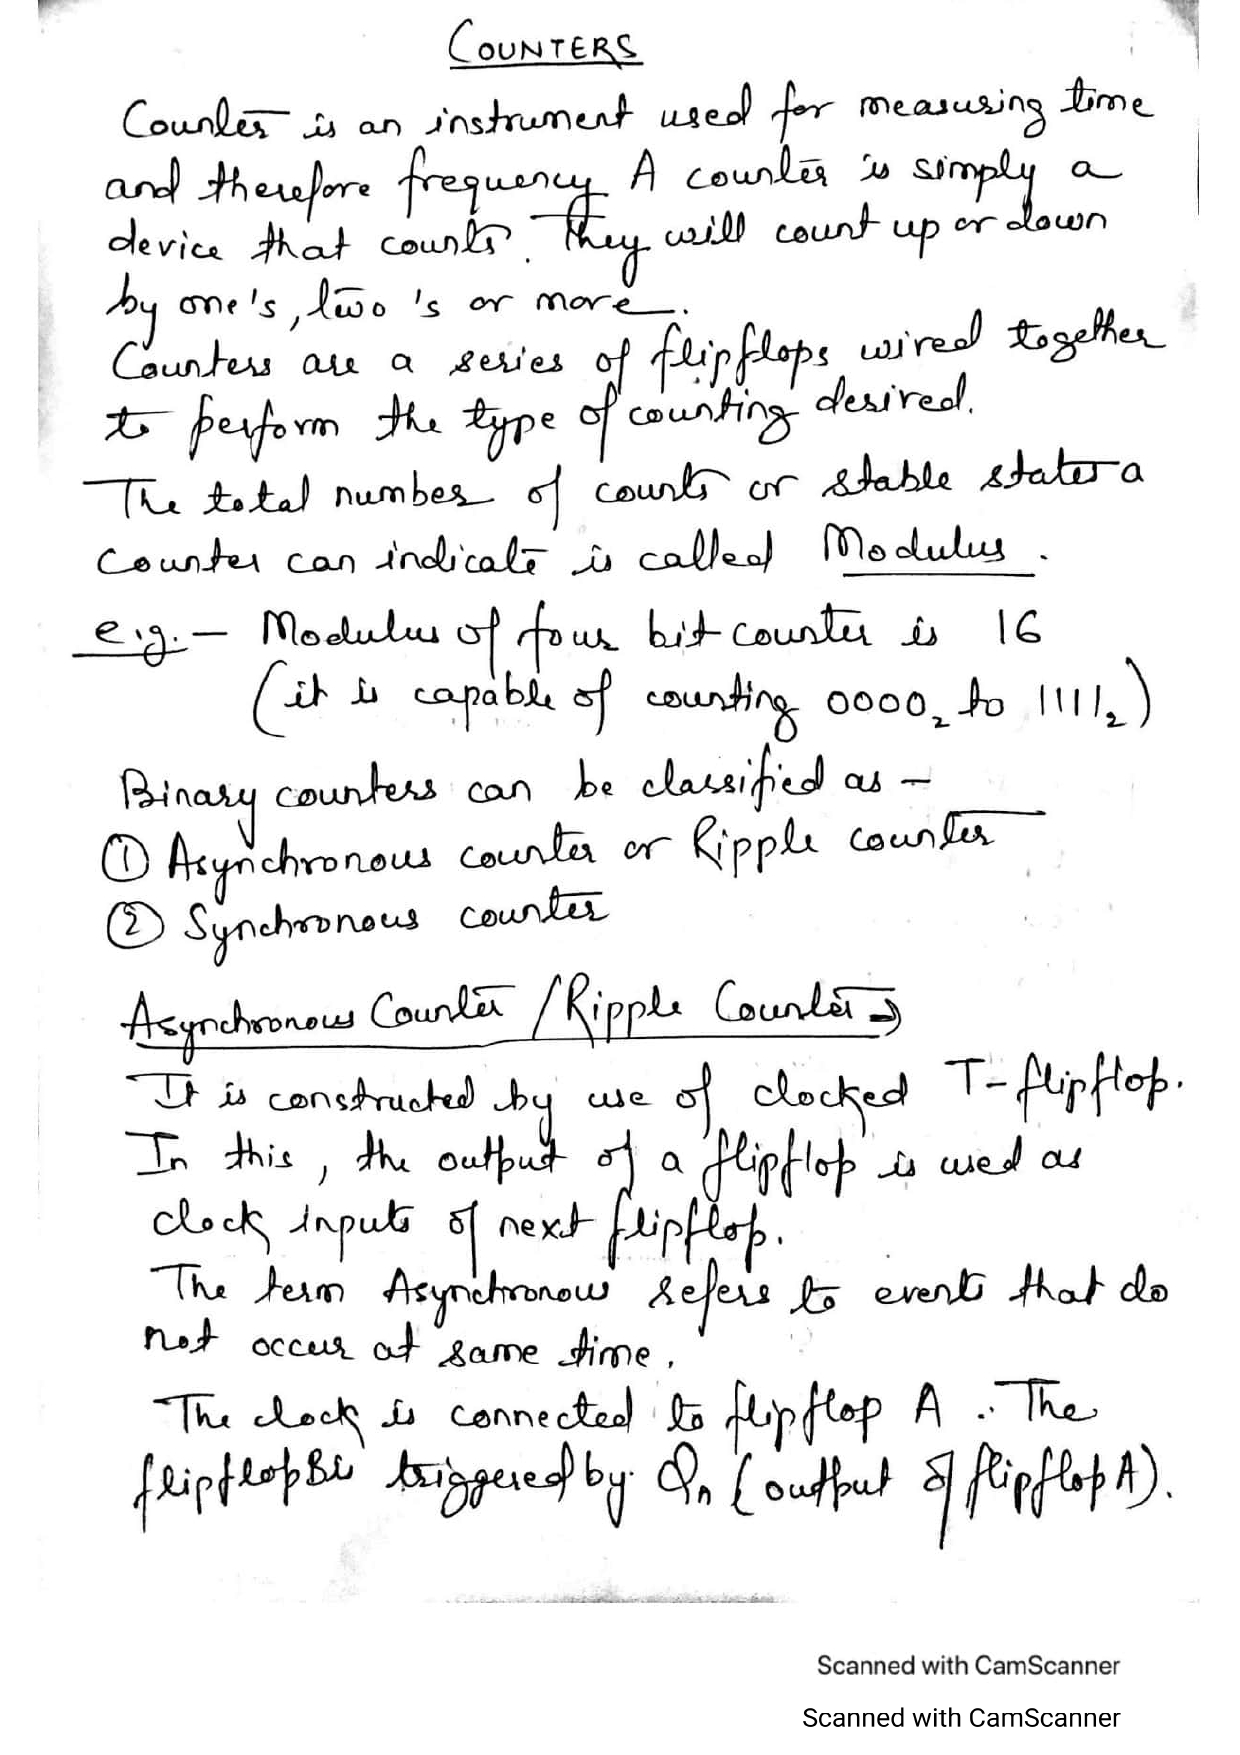 COUNTERS
Counter is an instrument used for measuring time
and therefore frequency. A counter is simply a
device that counts. They will count up or down
by one's, two's or more.
Counters are a series of flipflops wired together
to perform the type of counting desired.
The total number of counts or stable states a
Counter can indicate is called Modulus.
e.g. - Modulus of four bit counter is 16
(it is capable of counting 0000₂ to 1111₂)
Binary counters can be classified as -
① Asynchronous counter or Ripple counter
② Synchronous counter
Asynchronous Counter / Ripple Counter →
It is constructed by use of clocked T-flipflop.
In this, the output of a flipflop is used as
clock inputs of next flipflop.
The term Asynchronous refers to events that do
not occur at same time.
The clock is connected to flipflop A. The
flipflop B is triggered by Qn (output of flipflop A).
Scanned with CamScanner
Scanned with CamScanner